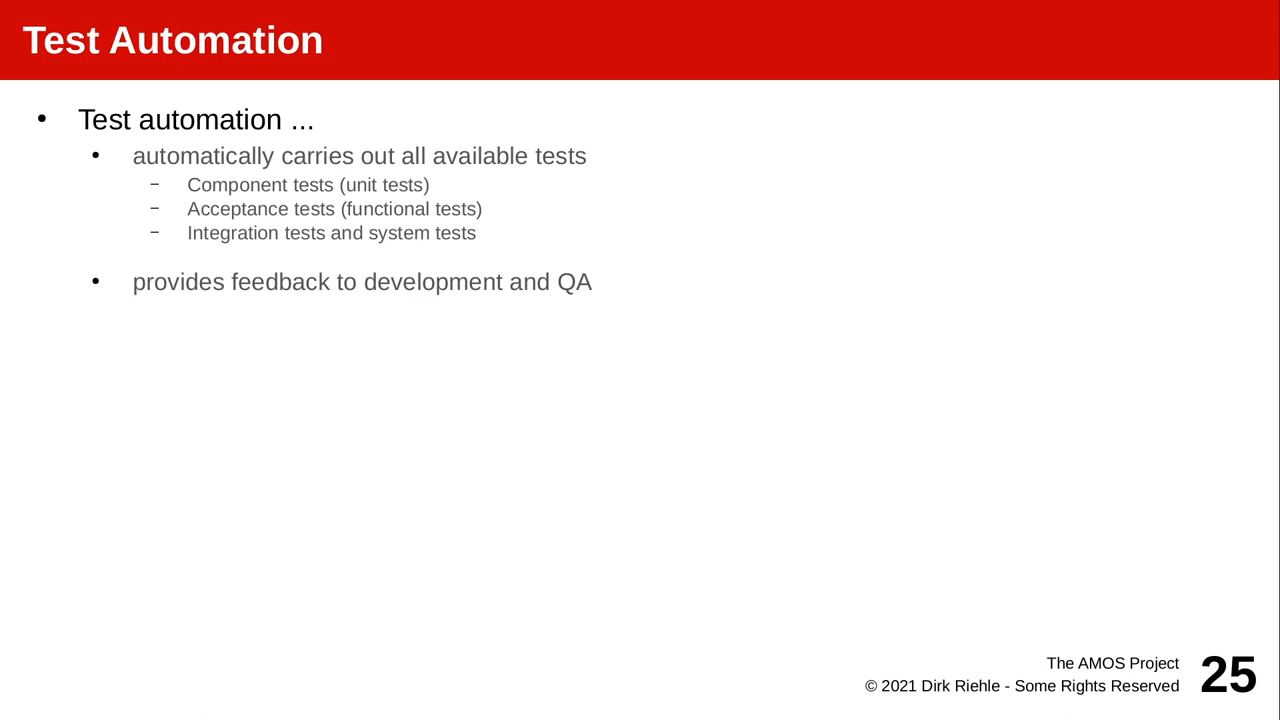 Test Automation
• Test automation ...
• automatically carries out all available tests
– Component tests (unit tests)
– Acceptance tests (functional tests)
– Integration tests and system tests
• provides feedback to development and QA
The AMOS Project
© 2021 Dirk Riehle - Some Rights Reserved
25